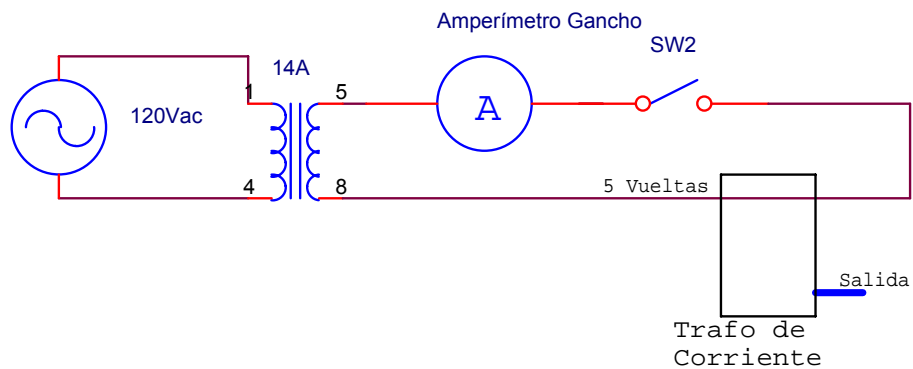 Amperímetro Gancho
SW2
14A
120Vac
1
5
A
4
8
5 Vueltas
Salida
Trafo de
Corriente